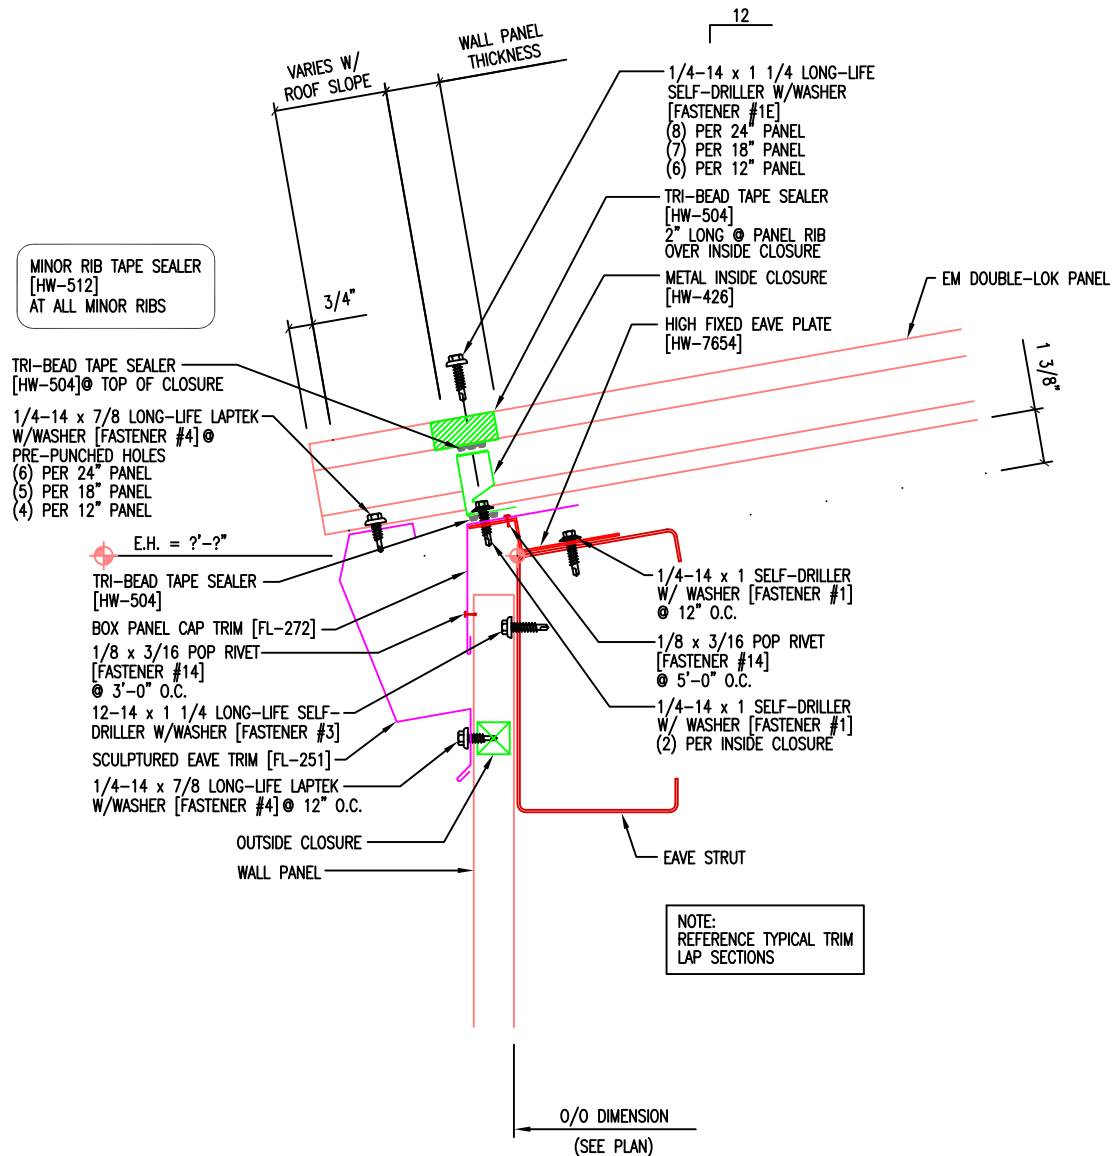 12
WALL PANEL
THICKNESS
VARIES W/
ROOF SLOPE
1/4-14 x 1 1/4 LONG-LIFE
SELF-DRILLER W/WASHER
[FASTENER #1E]
(8) PER 24" PANEL
(7) PER 18" PANEL
(6) PER 12" PANEL
TRI-BEAD TAPE SEALER
[HW-504]
2" LONG @ PANEL RIB
OVER INSIDE CLOSURE
METAL INSIDE CLOSURE
[HW-426]
HIGH FIXED EAVE PLATE
[HW-7654]
EM DOUBLE-LOK PANEL
1 3/8"
MINOR RIB TAPE SEALER
[HW-512]
AT ALL MINOR RIBS
3/4"
TRI-BEAD TAPE SEALER
[HW-504]@ TOP OF CLOSURE
1/4-14 x 7/8 LONG-LIFE LAPTEK
W/WASHER [FASTENER #4] @
PRE-PUNCHED HOLES
(6) PER 24" PANEL
(5) PER 18" PANEL
(4) PER 12" PANEL
E.H. = ?'-?"
TRI-BEAD TAPE SEALER
[HW-504]
BOX PANEL CAP TRIM [FL-272]
1/8 x 3/16 POP RIVET
[FASTENER #14]
@ 3'-0" O.C.
12-14 x 1 1/4 LONG-LIFE SELF-
DRILLER W/WASHER [FASTENER #3]
SCULPTURED EAVE TRIM [FL-251]
1/4-14 x 7/8 LONG-LIFE LAPTEK
W/WASHER [FASTENER #4] @ 12" O.C.
OUTSIDE CLOSURE
WALL PANEL
1/4-14 x 1 SELF-DRILLER
W/ WASHER [FASTENER #1]
@ 12" O.C.
1/8 x 3/16 POP RIVET
[FASTENER #14]
@ 5'-0" O.C.
1/4-14 x 1 SELF-DRILLER
W/ WASHER [FASTENER #1]
(2) PER INSIDE CLOSURE
EAVE STRUT
NOTE:
REFERENCE TYPICAL TRIM
LAP SECTIONS
O/O DIMENSION
(SEE PLAN)